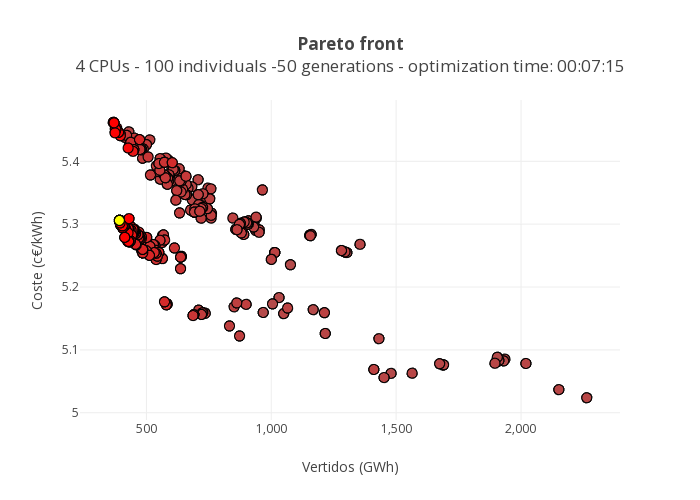 Pareto front
4 CPUs - 100 individuals -50 generations - optimization time: 00:07:15
5.4
5.3
5.2
5.1
5
Coste (c€/kWh)
500
1,000
1,500
2,000
Vertidos (GWh)